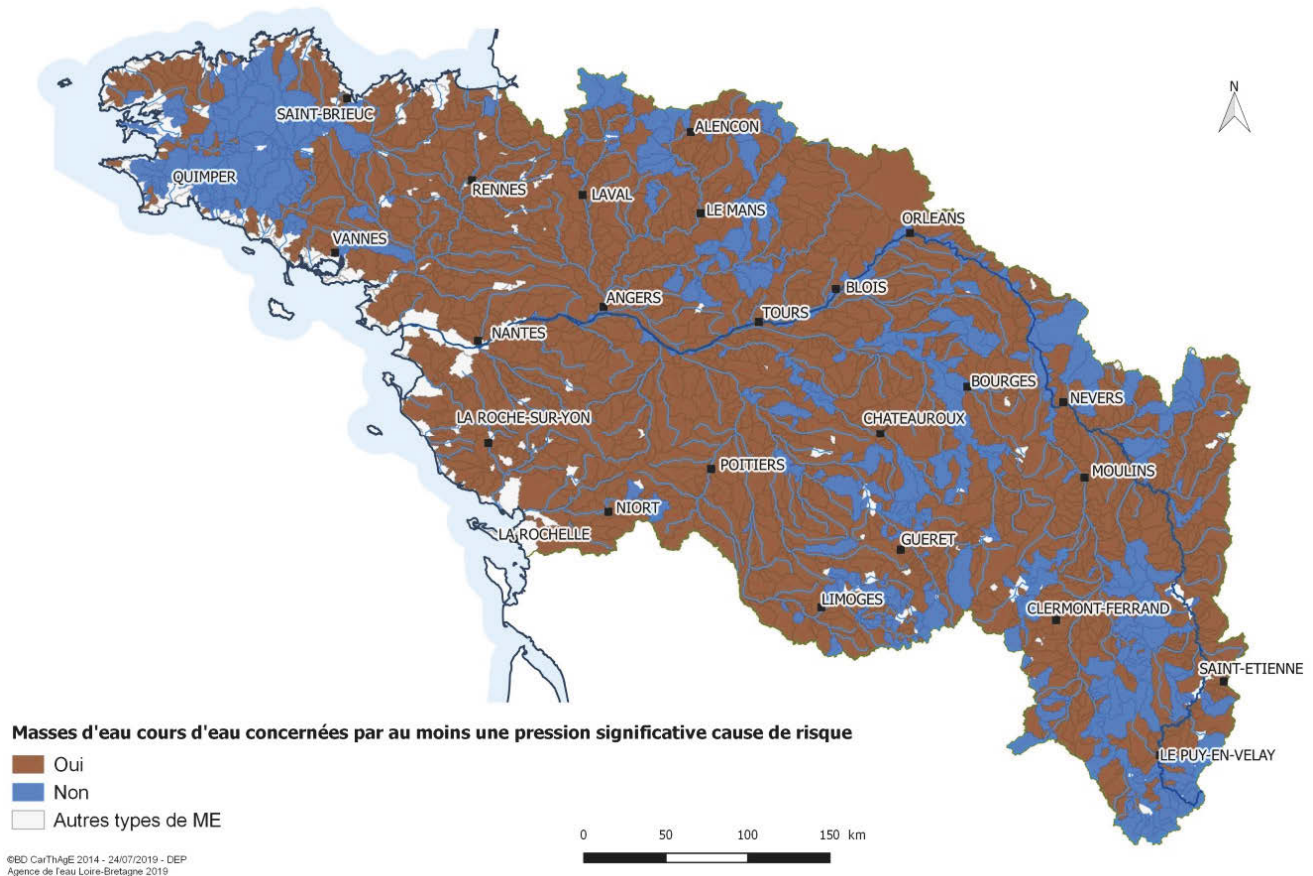 N
ALENCON
SAINT-BRIEUC
QUIMPER
RENNES
LAVAL
LE MANS
ORLEANS
VANNES
BLOIS
ANGERS
TOURS
NANTES
BOURGES
NEVERS
LA ROCHE-SUR-YON
CHATEAUROUX
POITIERS
MOULINS
NIORT
LA ROCHELLE
GUERET
LIMOGES
CLERMONT-FERRAND
SAINT-ETIENNE
LE PUY-EN-VELAY
Masses d'eau cours d'eau concernées par au moins une pression significative cause de risque
Oui
Non
Autres types de ME
0 50 100 150 km
©BD CarThAgE 2014 - 24/07/2019 - DEP
Agence de l'eau Loire-Bretagne 2019